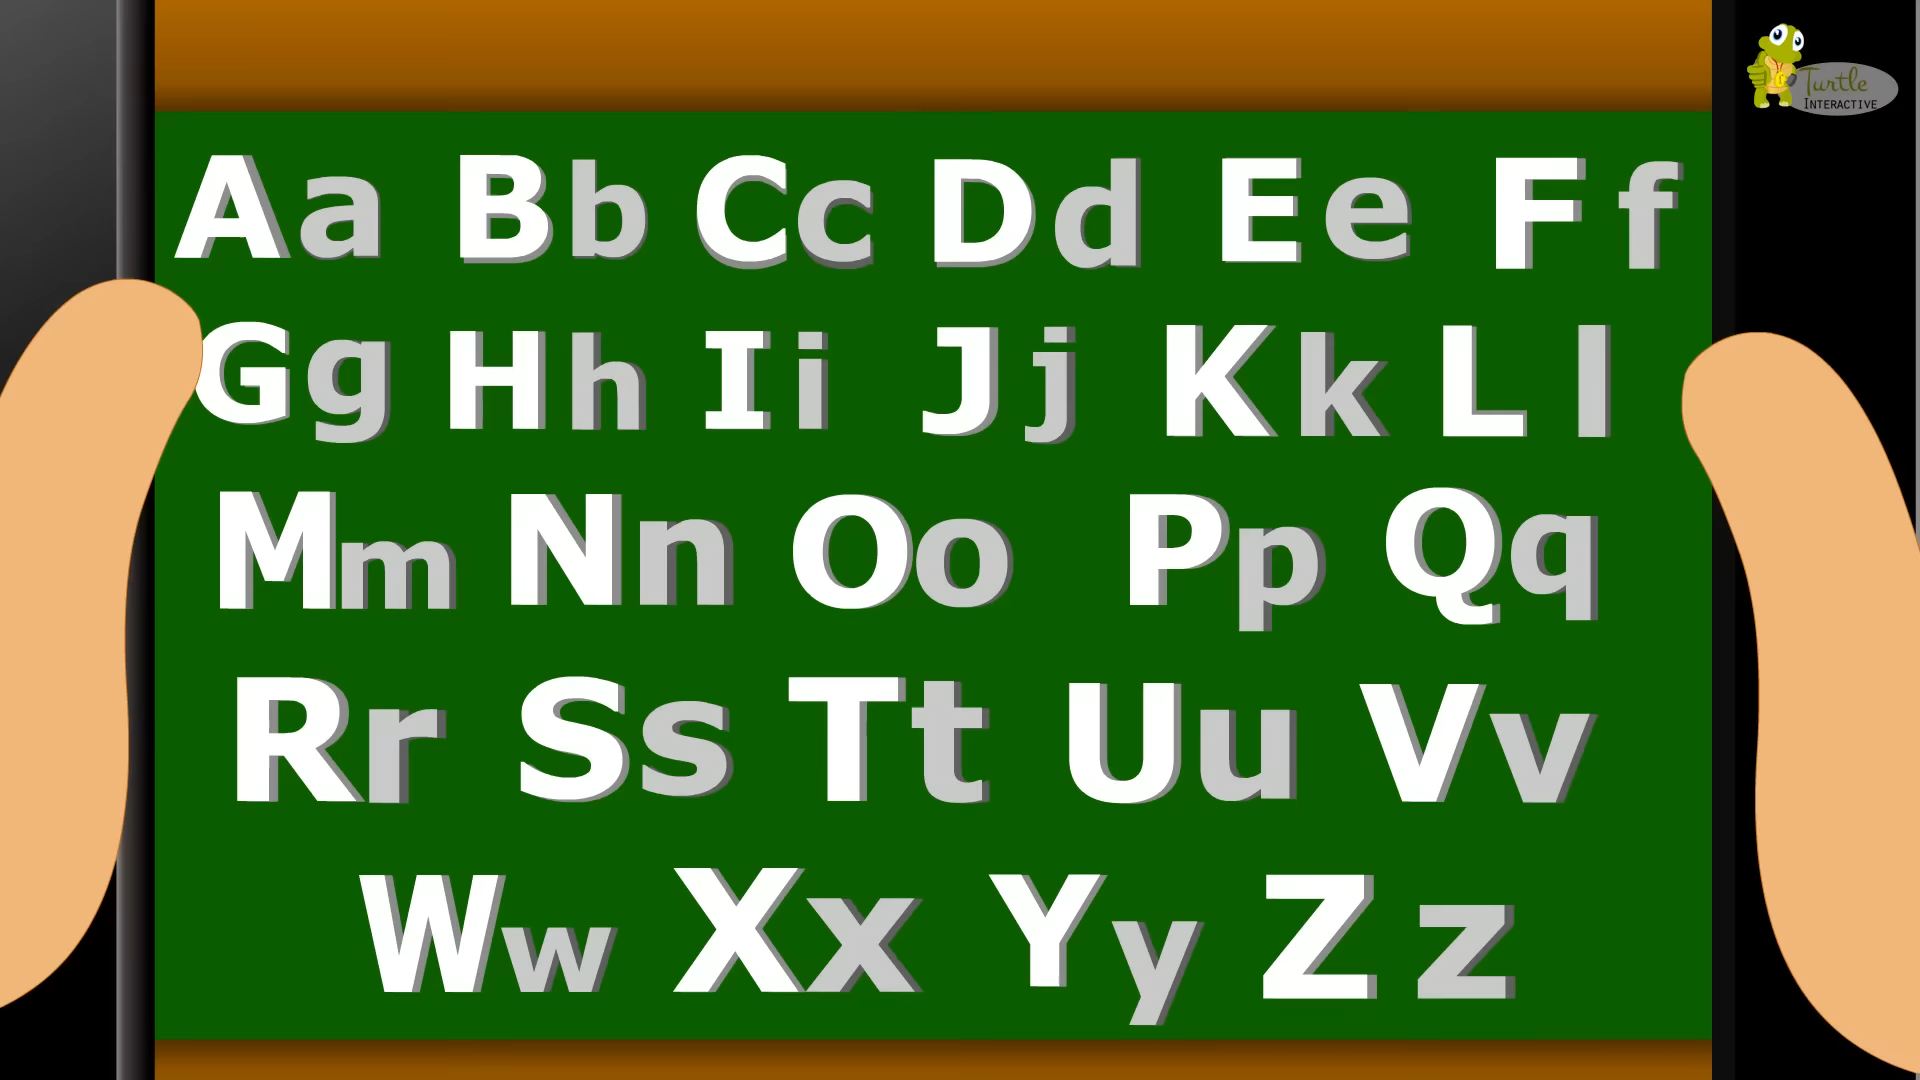 Aa Bb Cc Dd Ee Ff
Gg Hh Ii Jj Kk Ll
Mm Nn Oo Pp Qq
Rr Ss Tt Uu Vv
Ww Xx Yy Zz
Turtle
INTERACTIVE